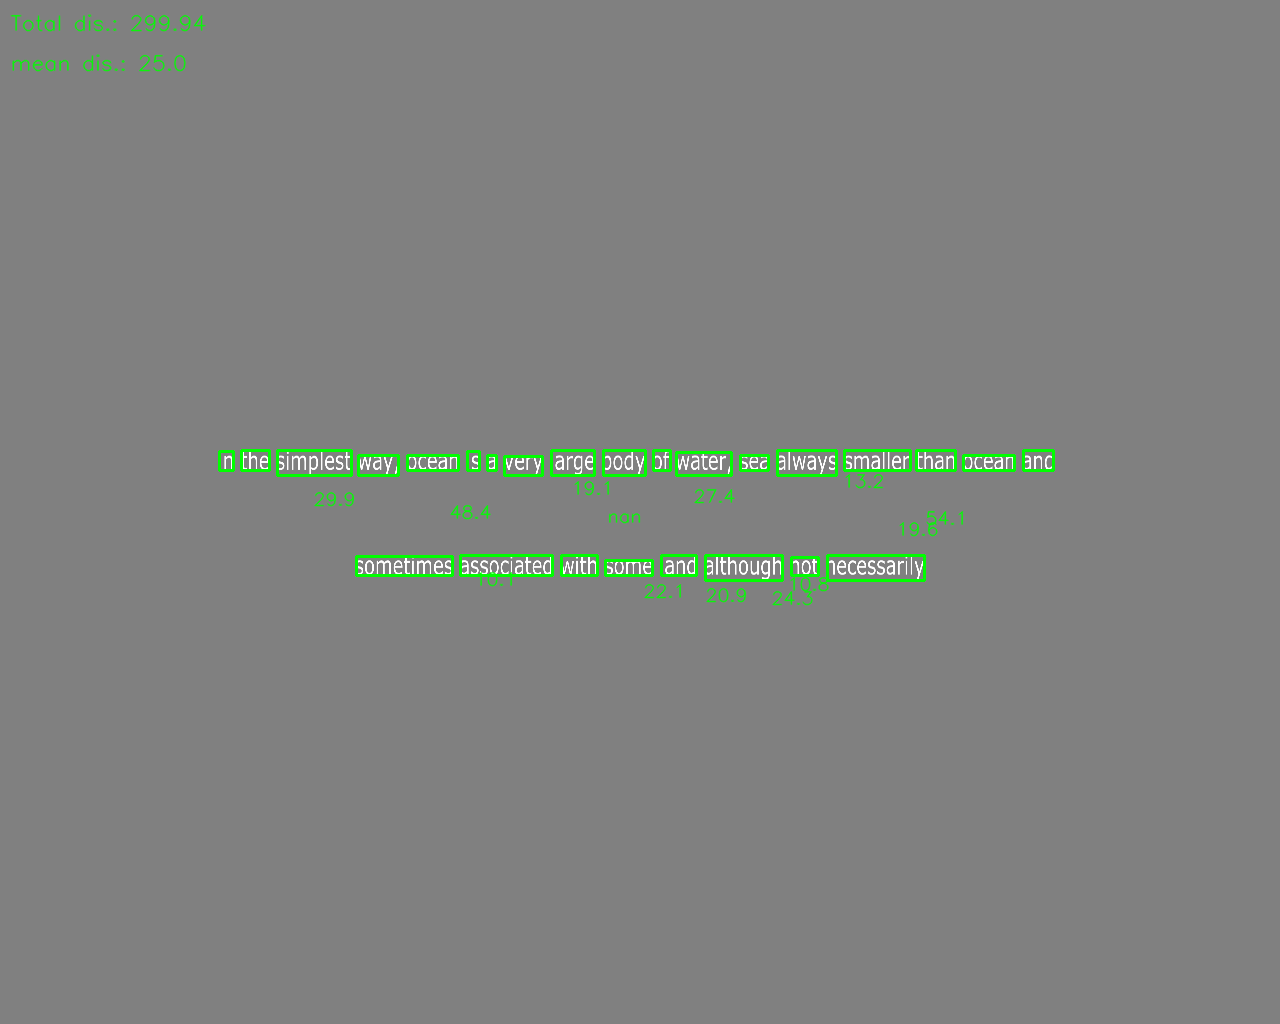 Total dis.: 299.94
mean dis.: 25.0
In the simplest way, ocean is a very large body of water, sea always smaller than ocean and
29.9 48.4 19.1 nan 27.4 13.2 19.6 54.1
sometimes associated with some land although not necessarily
22.1 20.9 24.3 10.8